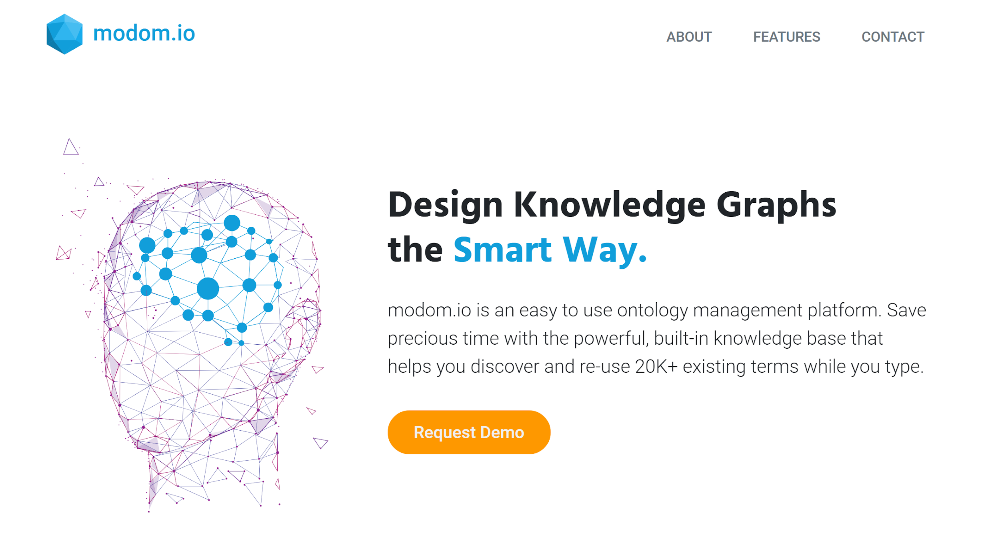 modom.io
ABOUT FEATURES CONTACT
Design Knowledge Graphs
the Smart Way.
modom.io is an easy to use ontology management platform. Save
precious time with the powerful, built-in knowledge base that
helps you discover and re-use 20K+ existing terms while you type.
Request Demo